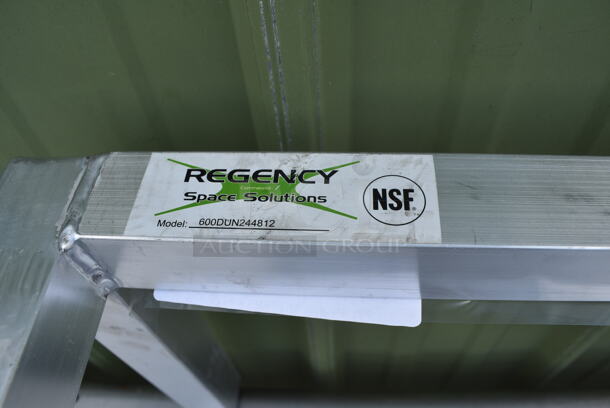 REGENCY
Space Solutions
NSF
Model: 600DUN244812
AUCTION GROUP